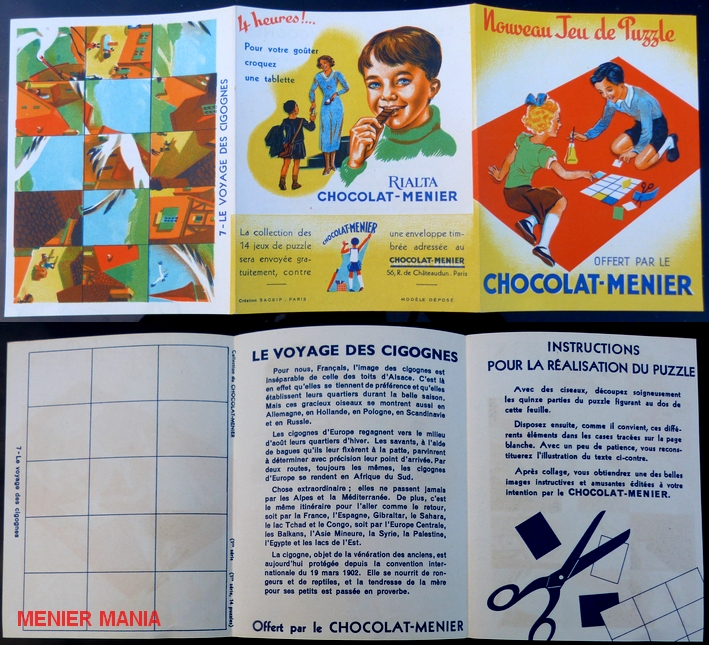 7 - LE VOYAGE DES CIGOGNES
4 heures!...
Pour votre goûter
croquez
une tablette
RIALTA
CHOCOLAT-MENIER
La collection des
14 jeux de puzzle
sera envoyée gra-
tuitement, contre
CHOCOLAT-MENIER
une enveloppe tim-
brée adressée au
CHOCOLAT-MENIER
56, R. de Châteaudun. Paris
Création SADEIP - PARIS
MODÈLE DÉPOSÉ
Nouveau Jeu de Puzzle
OFFERT PAR LE
CHOCOLAT-MENIER
7 - Le voyage des cigognes
Collection du CHOCOLAT-MENIER
LE VOYAGE DES CIGOGNES
Pour nous, Français, l'image des cigognes est
inséparable de celle des toits d'Alsace. C'est là
en effet qu'elles se tiennent de préférence et qu'elles
établissent leurs quartiers durant la belle saison.
Mais ces gracieux oiseaux se montrent aussi en
Allemagne, en Hollande, en Pologne, en Scandinavie
et en Russie.
Les cigognes d'Europe regagnent vers le milieu
d'août leurs quartiers d'hiver. Les savants, à l'aide
de bagues qu'ils leur fixèrent à la patte, parvinrent
à déterminer avec précision leur point d'arrivée. Par
deux routes, toujours les mêmes, les cigognes
d'Europe se rendent en Afrique du Sud.
Chose extraordinaire ; elles ne passent jamais
par les Alpes et la Méditerranée. De plus, c'est
le même itinéraire pour l'aller comme le retour,
soit par la France, l'Espagne, Gibraltar, le Sahara,
le lac Tchad et le Congo, soit par l'Europe Centrale,
les Balkans, l'Asie Mineure, la Syrie, la Palestine,
l'Egypte et les lacs de l'Est.
La cigogne, objet de la vénération des anciens, est
aujourd'hui protégée depuis la convention inter-
nationale du 19 mars 1902. Elle se nourrit de ron-
geurs et de reptiles, et la tendresse de la mère
pour ses petits est passée en proverbe.
Offert par le CHOCOLAT-MENIER
INSTRUCTIONS
POUR LA RÉALISATION DU PUZZLE
Avec des ciseaux, découpez soigneusement
les quinze parties du puzzle figurant au dos de
cette feuille.
Disposez ensuite, comme il convient, ces diffé-
rents éléments dans les cases tracées sur la page
blanche. Avec un peu de patience, vous recons-
tituerez l'illustration du texte ci-contre.
Après collage, vous obtiendrez une des belles
images instructives et amusantes éditées à votre
intention par le CHOCOLAT-MENIER.
MENIER MANIA